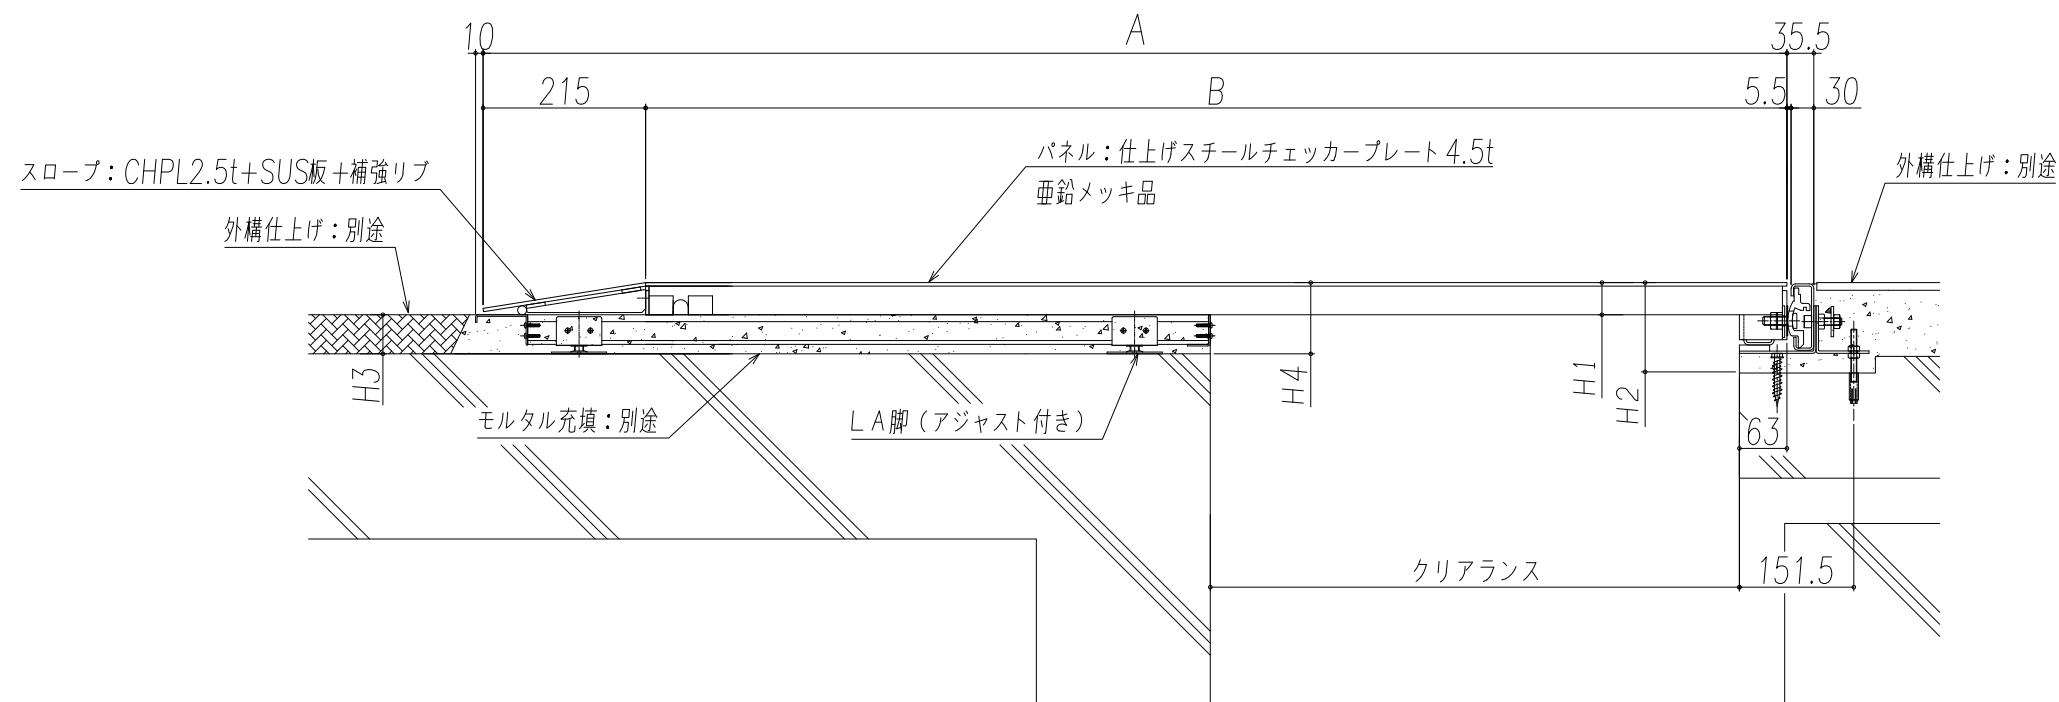 10
A
35.5
215
B
5.5
30
パネル：仕上げスチールチェッカープレート4.5t
亜鉛メッキ品
外構仕上げ：別途
スロープ：CHPL2.5t+SUS板+補強リブ
外構仕上げ：別途
H3
H4
H1
H2
モルタル充填：別途
LA脚（アジャスト付き）
63
クリアランス
151.5